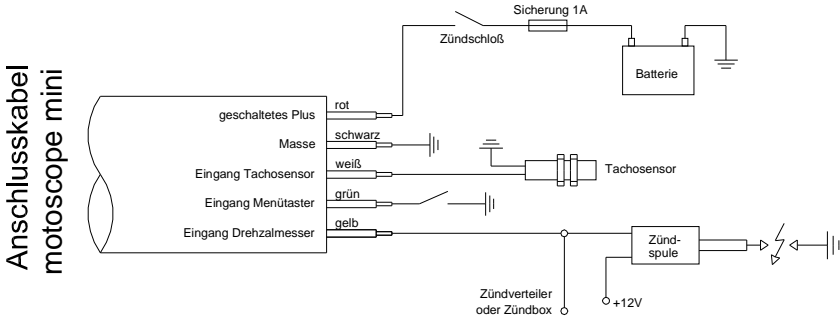 Anschlusskabel
motoscope mini
Sicherung 1A
Zündschloß
Batterie
geschaltetes Plus
rot
Masse
schwarz
Eingang Tachosensor
weiß
Tachosensor
Eingang Menütaster
grün
Eingang Drehzalmesser
gelb
Zünd-
spule
Zündverteiler
oder Zündbox
+12V